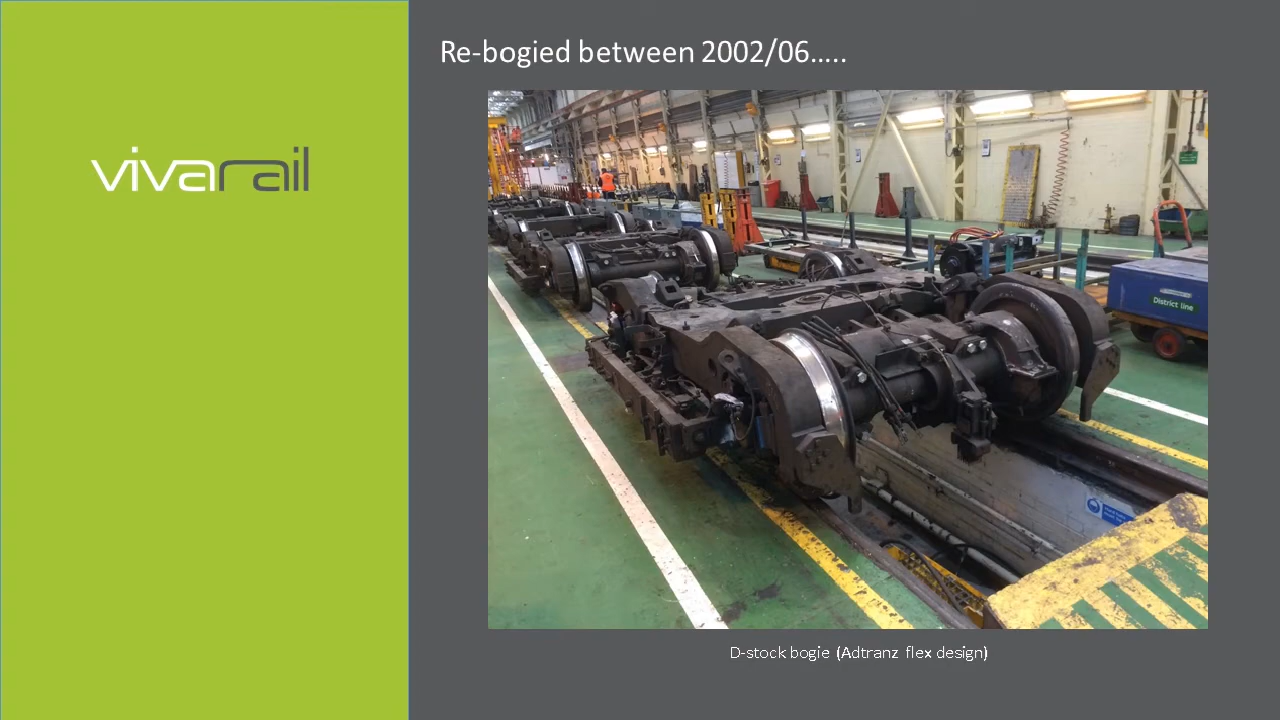 Re-bogied between 2002/06.....
vivarail
District line
D-stock bogie (Adtranz flex design)